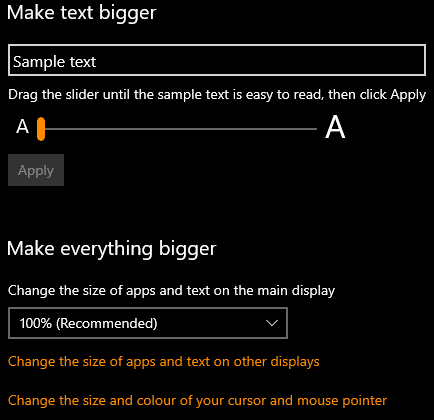 Make text bigger
Sample text
Drag the slider until the sample text is easy to read, then click Apply
A A
Apply
Make everything bigger
Change the size of apps and text on the main display
100% (Recommended)
Change the size of apps and text on other displays
Change the size and colour of your cursor and mouse pointer